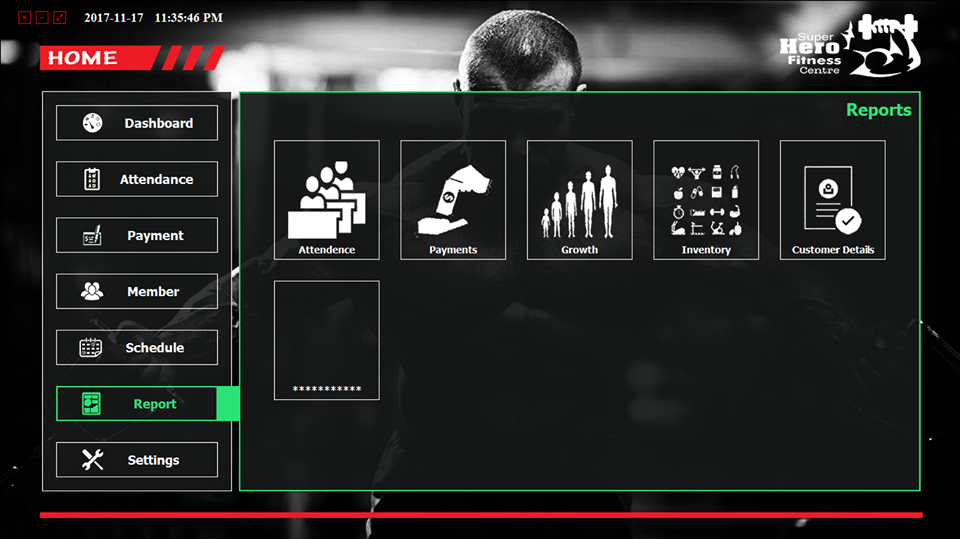 2017-11-17 11:35:46 PM
HOME
Super
Hero
Fitness
Centre
Dashboard
Attendance
Payment
Member
Schedule
Report
Settings
Reports
Attendence
Payments
Growth
Inventory
Customer Details
***********